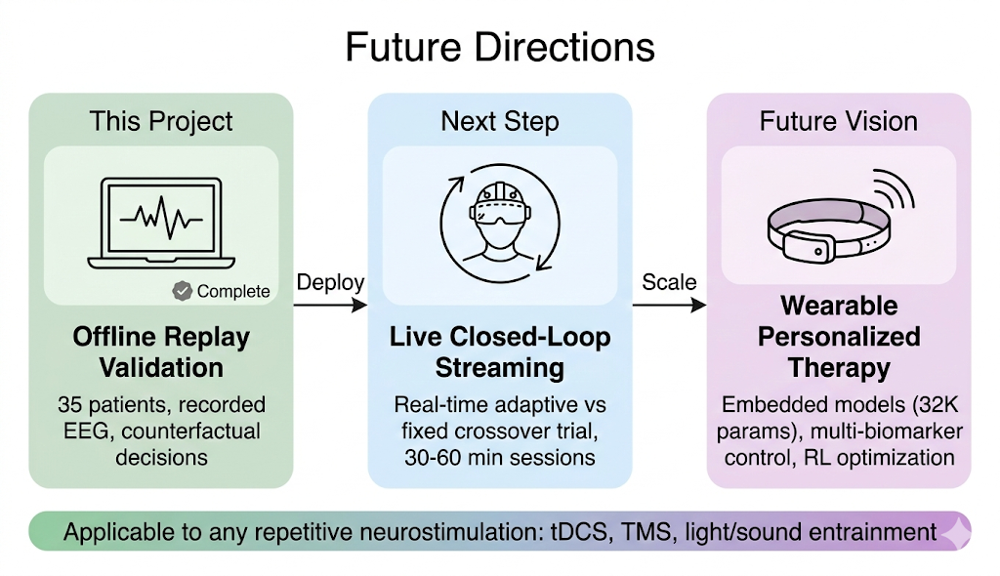 Future Directions
This Project
Complete
Offline Replay
Validation
35 patients, recorded
EEG, counterfactual
decisions
Deploy
Next Step
Live Closed-Loop
Streaming
Real-time adaptive vs
fixed crossover trial,
30-60 min sessions
Scale
Future Vision
Wearable
Personalized
Therapy
Embedded models (32K
params), multi-biomarker
control, RL optimization
Applicable to any repetitive neurostimulation: tDCS, TMS, light/sound entrainment